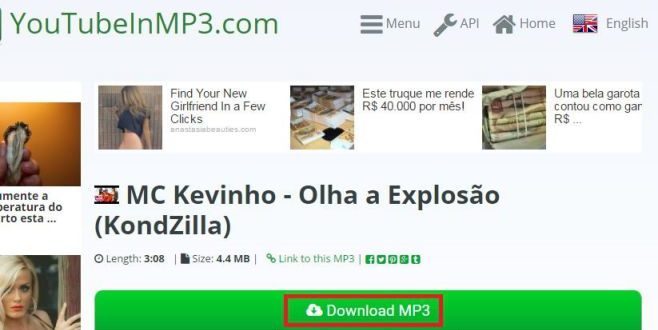 YouTubeInMP3.com
Menu
API
Home
English
Find Your New
Girlfriend In a Few
Clicks
anastasiabeauties.com
Este truque me rende
R$ 40.000 por mês!
Uma bela garota
contou como gan
R$ ...
umente a
peratura do
rto esta ...
MC Kevinho - Olha a Explosão
(KondZilla)
Length: 3:08 | Size: 4.4 MB | Link to this MP3 |
Download MP3